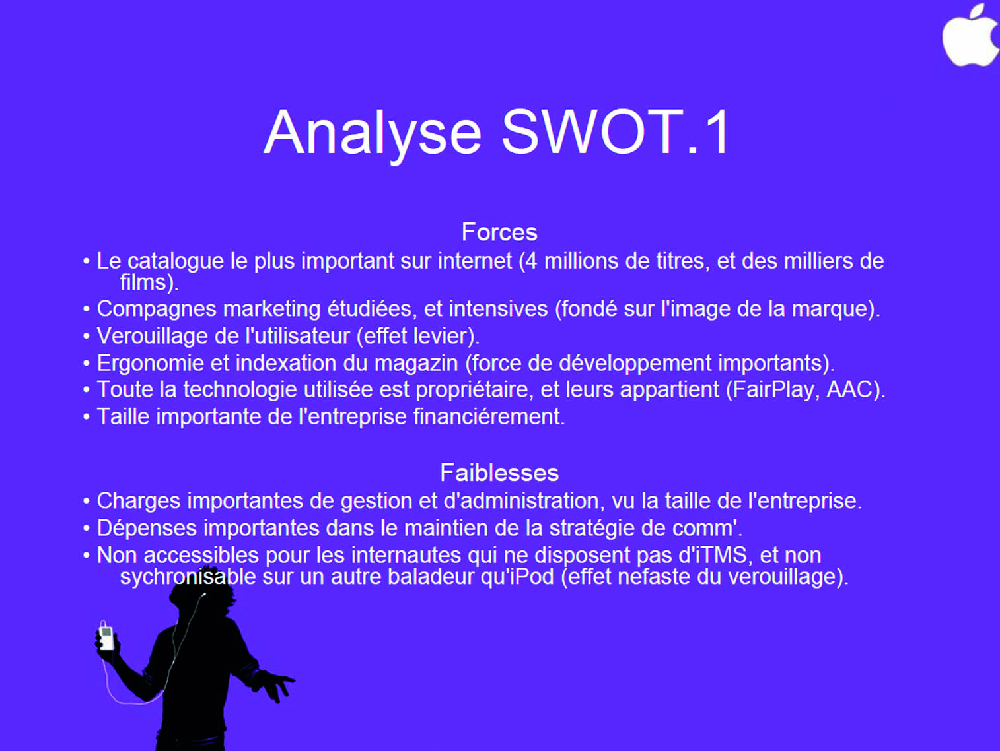 Analyse SWOT.1
Forces
• Le catalogue le plus important sur internet (4 millions de titres, et des milliers de
films).
• Compagnes marketing étudiées, et intensives (fondé sur l'image de la marque).
• Verouillage de l'utilisateur (effet levier).
• Ergonomie et indexation du magazin (force de développement importants).
• Toute la technologie utilisée est propriétaire, et leurs appartient (FairPlay, AAC).
• Taille importante de l'entreprise financiérement.
Faiblesses
• Charges importantes de gestion et d'administration, vu la taille de l'entreprise.
• Dépenses importantes dans le maintien de la stratégie de comm'.
• Non accessibles pour les internautes qui ne disposent pas d'iTMS, et non
sychronisable sur un autre baladeur qu'iPod (effet nefaste du verouillage).